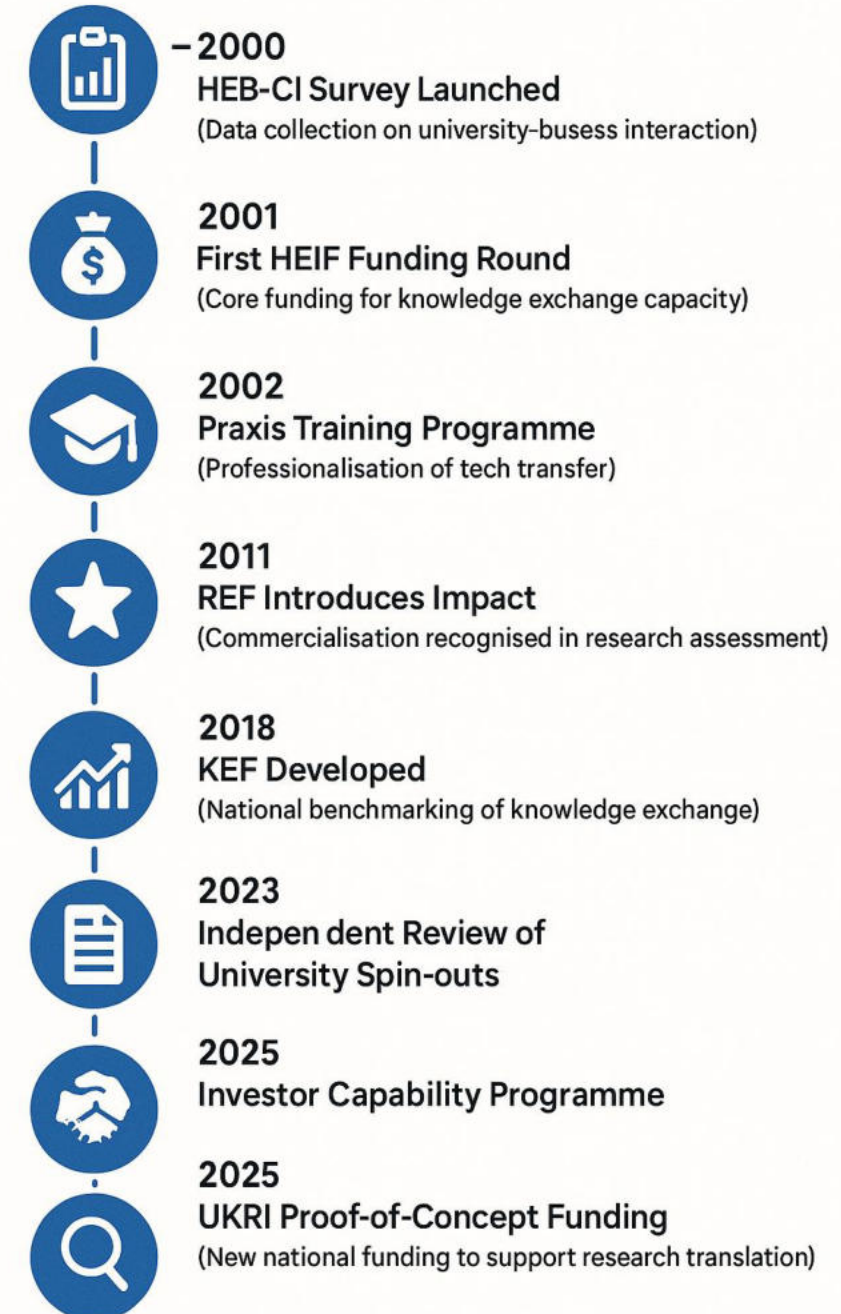 –2000
HEB-CI Survey Launched
(Data collection on university-busess interaction)
$
2001
First HEIF Funding Round
(Core funding for knowledge exchange capacity)
2002
Praxis Training Programme
(Professionalisation of tech transfer)
2011
REF Introduces Impact
(Commercialisation recognised in research assessment)
2018
KEF Developed
(National benchmarking of knowledge exchange)
2023
Indepen dent Review of
University Spin-outs
2025
Investor Capability Programme
2025
UKRI Proof-of-Concept Funding
(New national funding to support research translation)